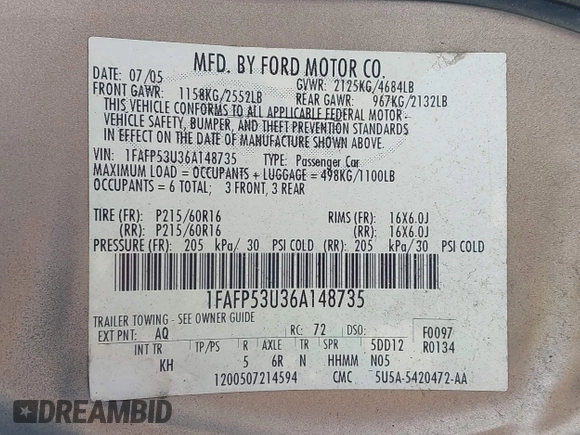 MFD. BY FORD MOTOR CO.
DATE: 07/05 GVWR: 2125KG/4684LB
FRONT GAWR: 1158KG/2552LB REAR GAWR: 967KG/2132LB
THIS VEHICLE CONFORMS TO ALL APPLICABLE FEDERAL MOTOR
VEHICLE SAFETY, BUMPER, AND THEFT PREVENTION STANDARDS
IN EFFECT ON THE DATE OF MANUFACTURE SHOWN ABOVE.
VIN: 1FAFP53U36A148735 TYPE: Passenger Car
MAXIMUM LOAD = OCCUPANTS + LUGGAGE = 498KG/1100LB
OCCUPANTS = 6 TOTAL; 3 FRONT, 3 REAR
TIRE (FR): P215/60R16 RIMS (FR): 16X6.0J
(RR): P215/60R16 (RR): 16X6.0J
PRESSURE (FR): 205 kPa/ 30 PSI COLD (RR): 205 kPa/ 30 PSI COLD
1FAFP53U36A148735
TRAILER TOWING - SEE OWNER GUIDE
EXT PNT: AQ RC: 72 DSO: F0097
INT TR TP/PS R AXLE TR SPR 5DD12 R0134
KH 5 6R N HHMM N05
1200507214594 CMC 5U5A-5420472-AA
DREAMBID